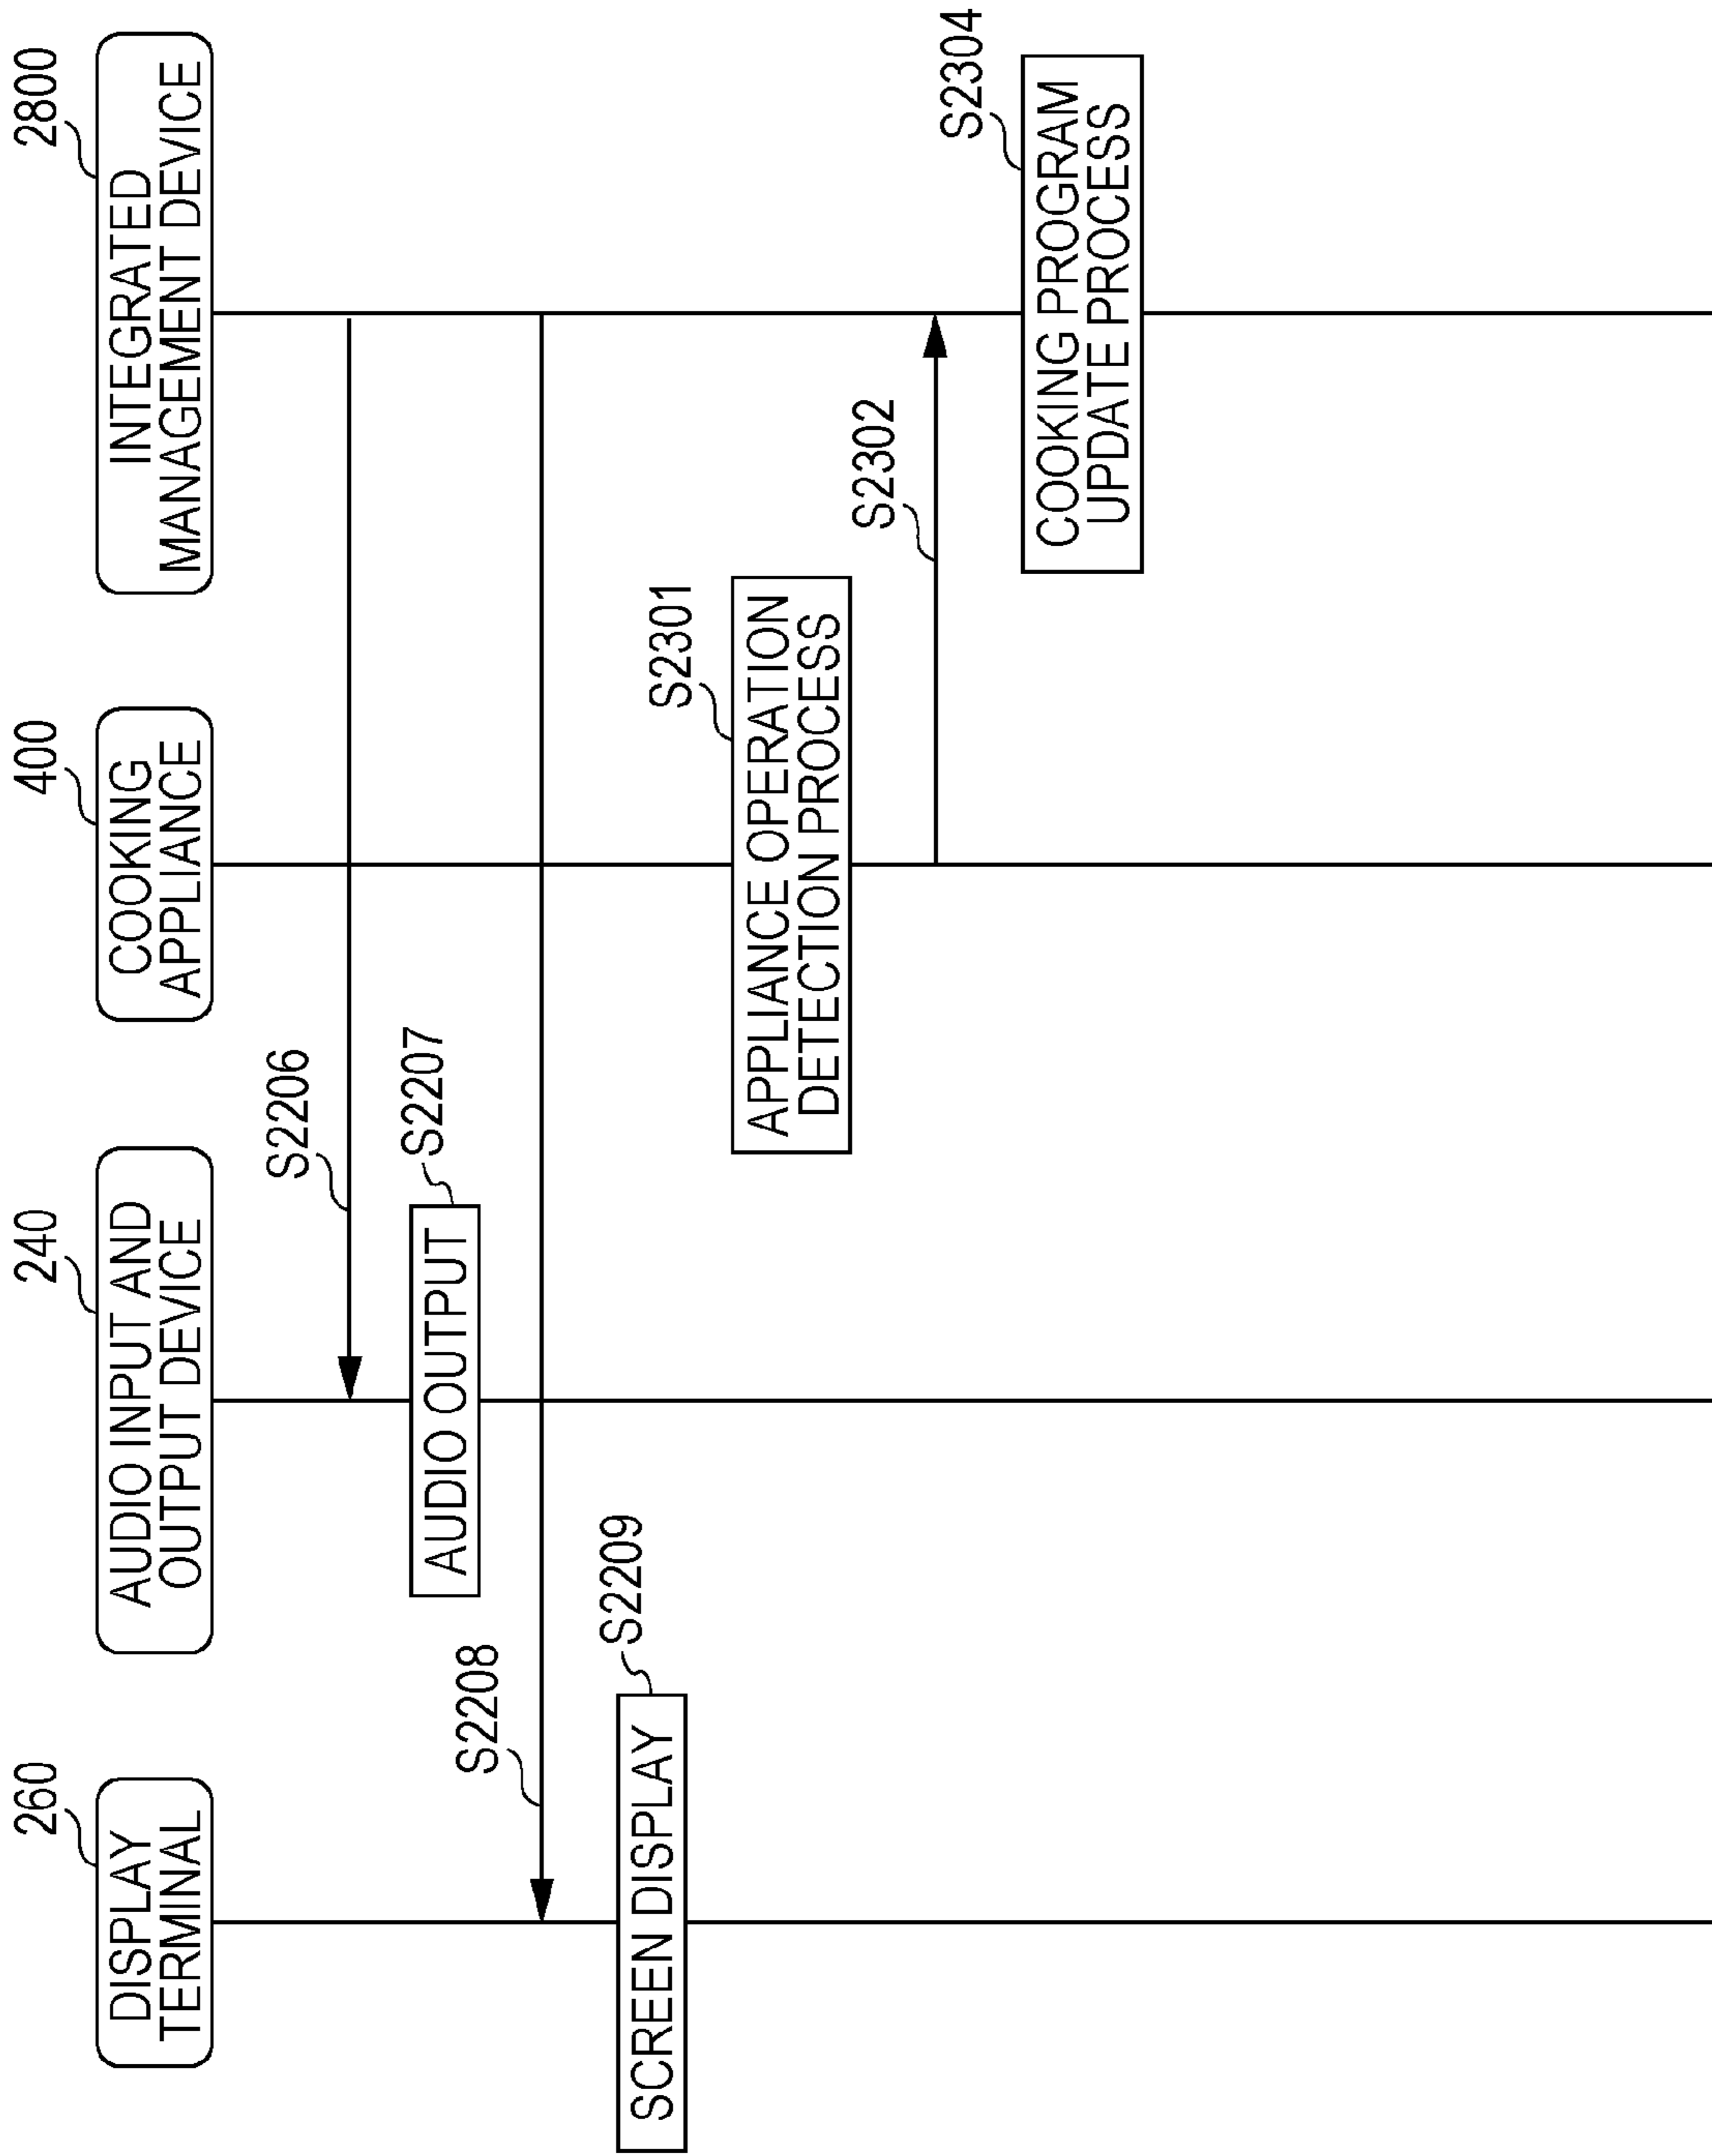 260
DISPLAY
TERMINAL
240
AUDIO INPUT AND
OUTPUT DEVICE
400
COOKING
APPLIANCE
2800
INTEGRATED
MANAGEMENT DEVICE
S2206
S2207
AUDIO OUTPUT
S2208
S2209
SCREEN DISPLAY
S2301
APPLIANCE OPERATION
DETECTION PROCESS
S2302
S2304
COOKING PROGRAM
UPDATE PROCESS